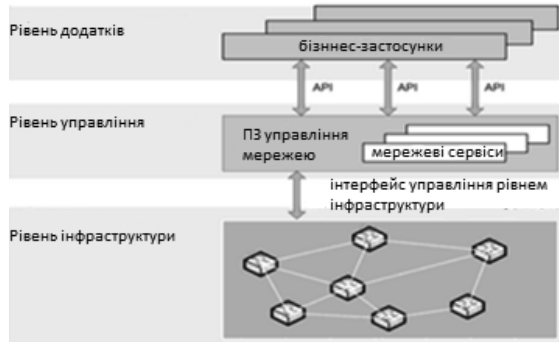 Рівень додатків
бізннес-застосунки
API
API
API
Рівень управління
ПЗ управління
мережею
мережеві сервіси
інтерфейс управління рівнем
інфраструктури
Рівень інфраструктури